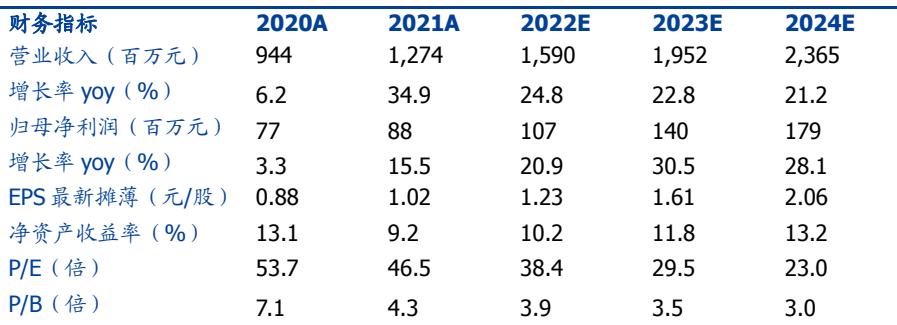 财务指标 2020A 2021A 2022E 2023E 2024E
营业收入（百万元） 944 1,274 1,590 1,952 2,365
增长率 yoy（%） 6.2 34.9 24.8 22.8 21.2
归母净利润（百万元） 77 88 107 140 179
增长率 yoy（%） 3.3 15.5 20.9 30.5 28.1
EPS 最新摊薄（元/股） 0.88 1.02 1.23 1.61 2.06
净资产收益率（%） 13.1 9.2 10.2 11.8 13.2
P/E（倍） 53.7 46.5 38.4 29.5 23.0
P/B（倍） 7.1 4.3 3.9 3.5 3.0